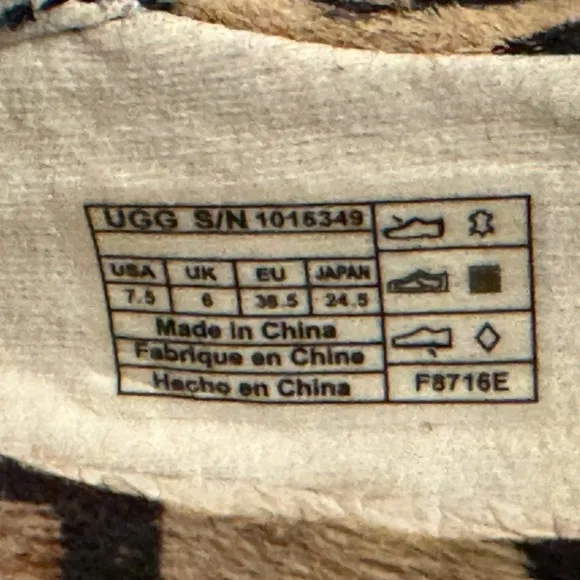 UGG S/N 1015349
USA UK EU JAPAN
7.5 6 38.5 24.5
Made in China
Fabriqué en Chine
Hecho en China
F8716E